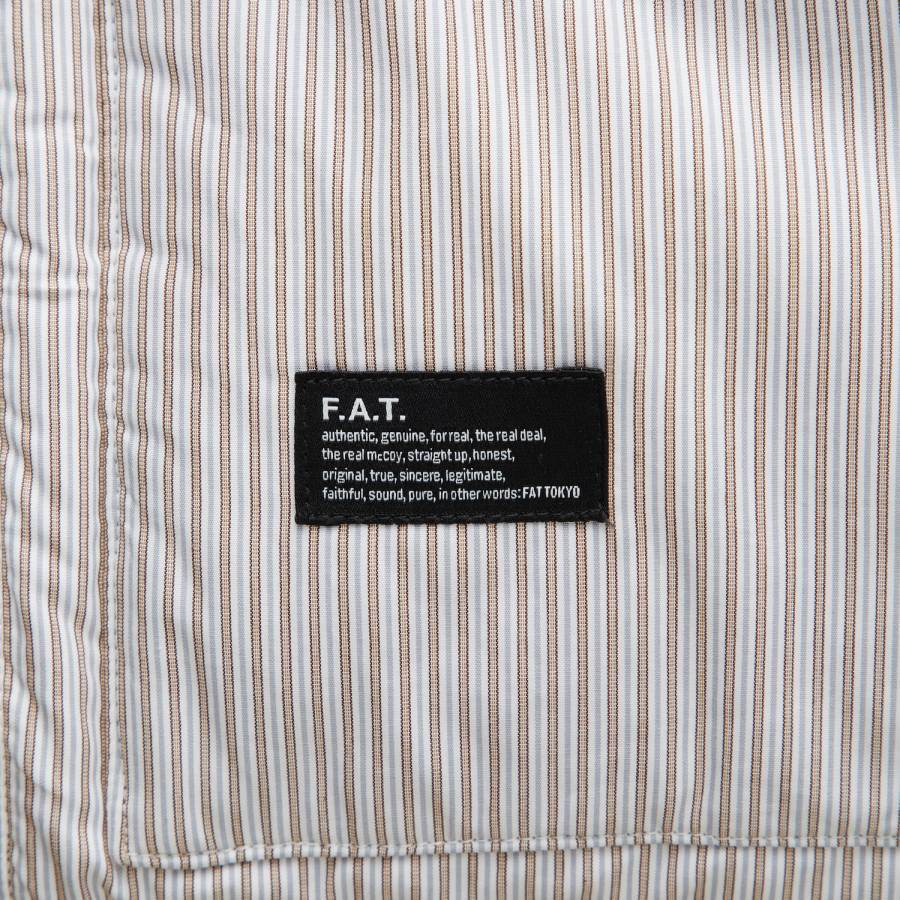 F.A.T.
authentic, genuine, for real, the real deal,
the real mccoy, straight up, honest,
original, true, sincere, legitimate,
faithful, sound, pure, in other words: FAT TOKYO